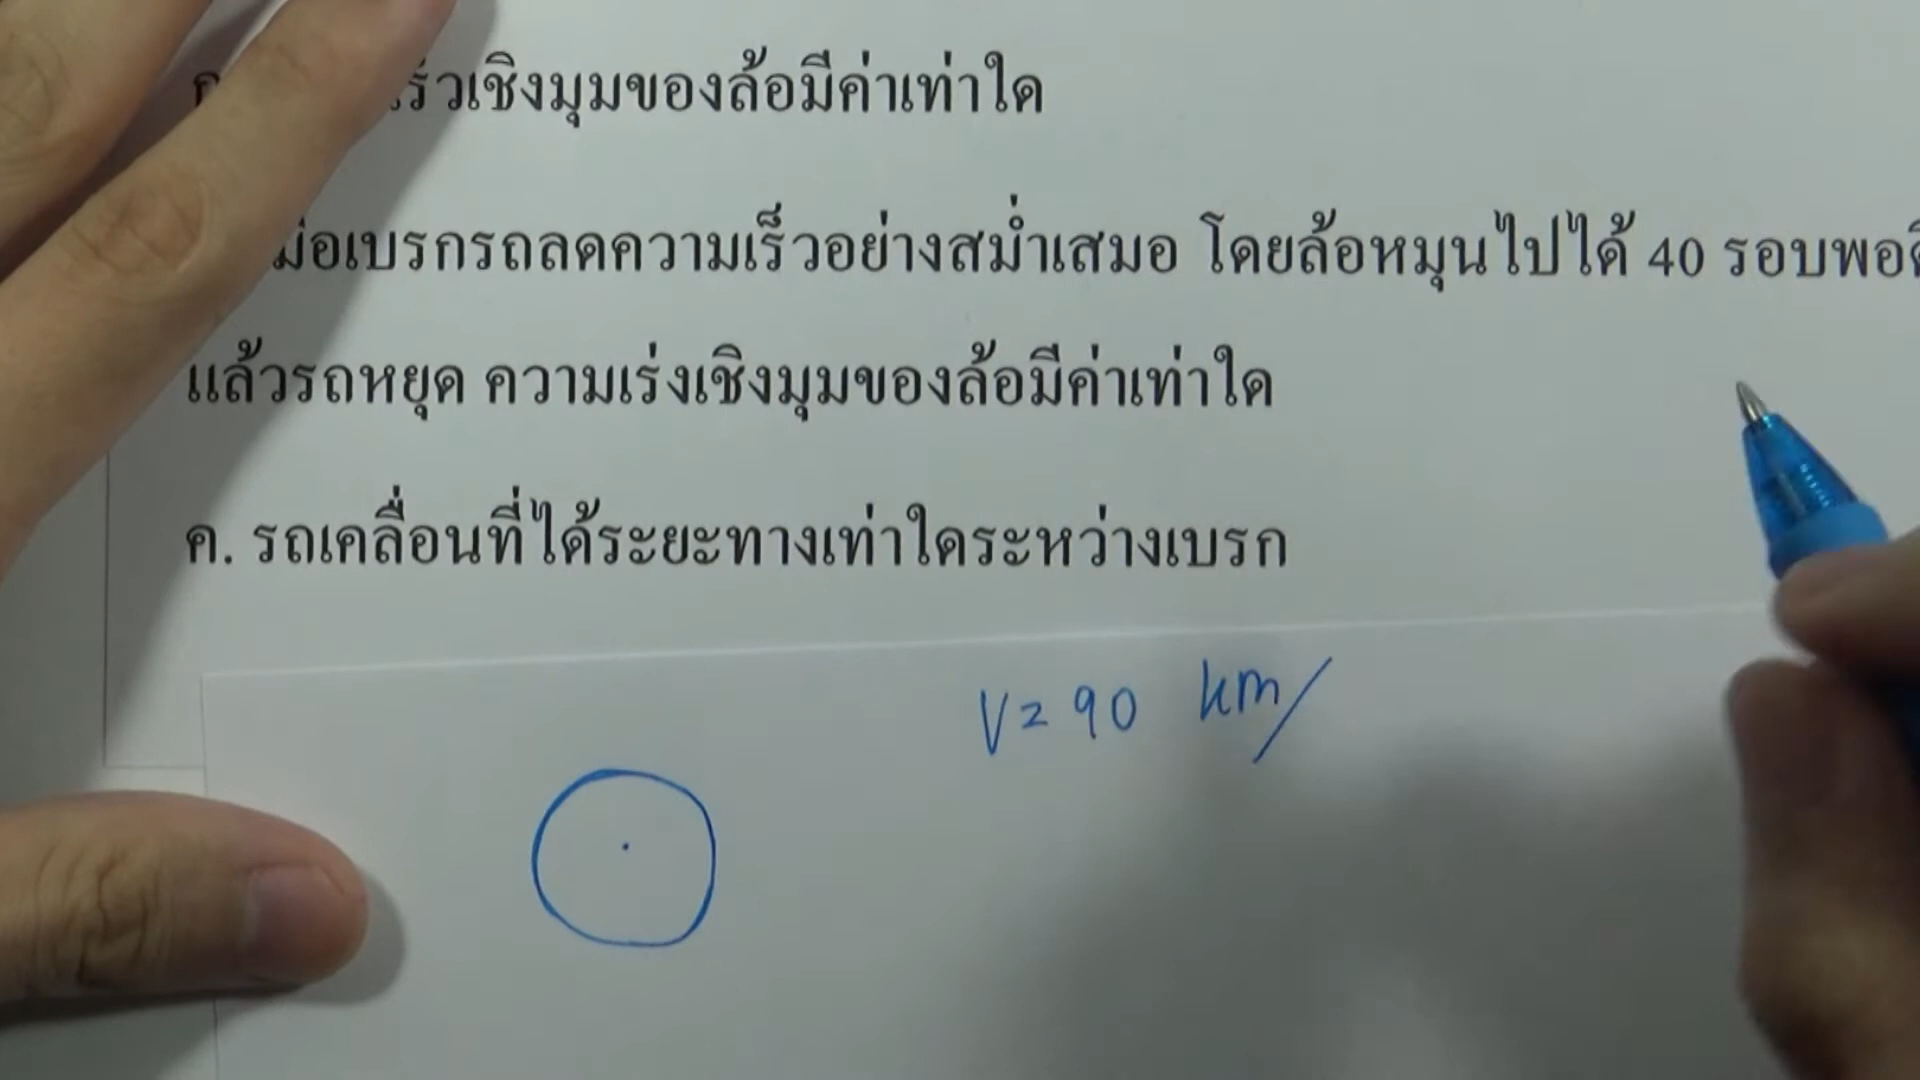 เร็วเชิงมุมของล้อมีค่าเท่าใด
มื่อเบรกรถลดความเร็วอย่างสม่ำเสมอ โดยล้อหมุนไปได้ 40 รอบพอดี
แล้วรถหยุด ความเร่งเชิงมุมของล้อมีค่าเท่าใด
ค. รถเคลื่อนที่ได้ระยะทางเท่าใดระหว่างเบรก
V = 90 km/